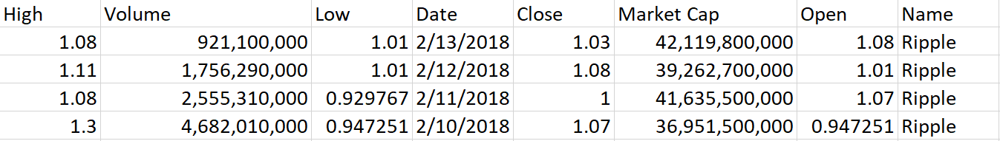 High Volume Low Date Close Market Cap Open Name
1.08 921,100,000 1.01 2/13/2018 1.03 42,119,800,000 1.08 Ripple
1.11 1,756,290,000 1.01 2/12/2018 1.08 39,262,700,000 1.01 Ripple
1.08 2,555,310,000 0.929767 2/11/2018 1 41,635,500,000 1.07 Ripple
1.3 4,682,010,000 0.947251 2/10/2018 1.07 36,951,500,000 0.947251 Ripple